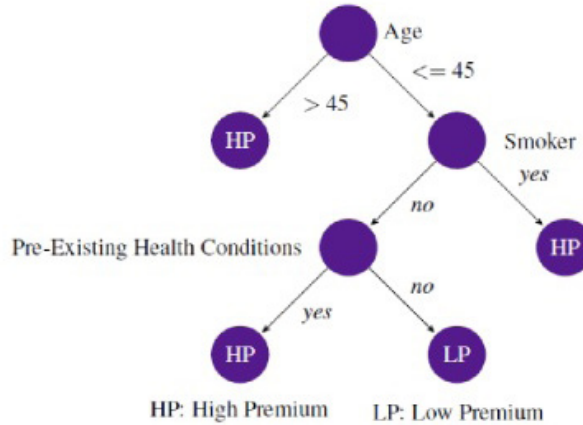 Age
> 45
<= 45
HP
Smoker
no
yes
Pre-Existing Health Conditions
HP
yes
no
HP
LP
HP: High Premium
LP: Low Premium